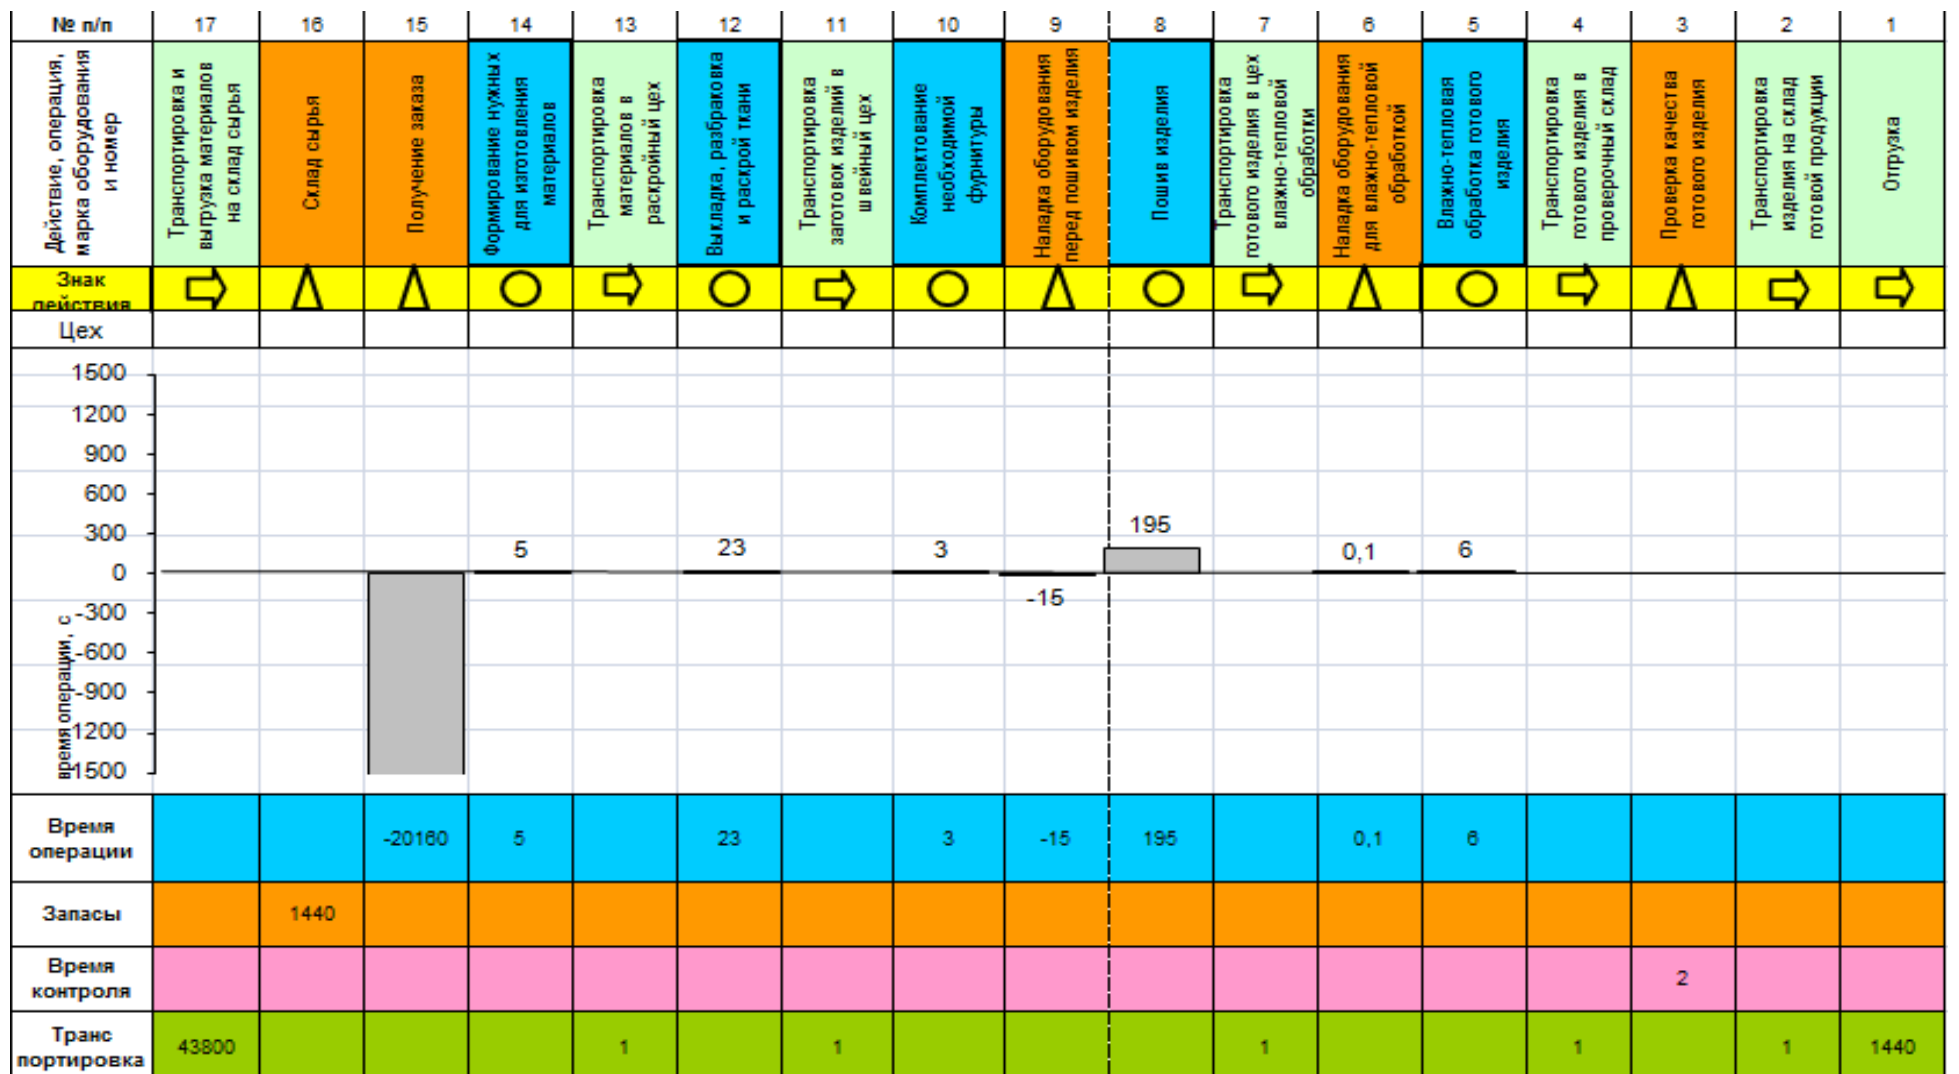 № п/п 17 16 15 14 13 12 11 10 9 8 7 6 5 4 3 2 1
Действие, операция,
марка оборудования
и номер
Транспортировка и
выгрузка материалов
на склад сырья
Склад сырья
Получение заказа
Формирование нужных
для изготовления
материалов
Транспортировка
материалов в
раскройный цех
Выкладка, разбраковка
и раскрой ткани
Транспортировка
заготовок изделий в
швейный цех
Комплектование
необходимой
фурнитуры
Наладка оборудования
перед пошивом изделия
Пошив изделия
Транспортировка
готового изделия в цех
влажно-тепловой
обработки
Наладка оборудования
для влажно-тепловой
обработкой
Влажно-тепловая
обработка готового
изделия
Транспортировка
готового изделия в
проверочный склад
Проверка качества
готового изделия
Транспортировка
изделия на склад
готовой продукции
Отгрузка
Знак
действия
Цех
1500
1200
900
600
300
0
-300
-600
-900
-1200
-1500
время операции, с
5
23
3
-15
195
0,1
6
Время
операции
-20160 5 23 3 -15 195 0,1 6
Запасы
1440
Время
контроля
2
Транс
портировка
43800 1 1 1 1 1 1440